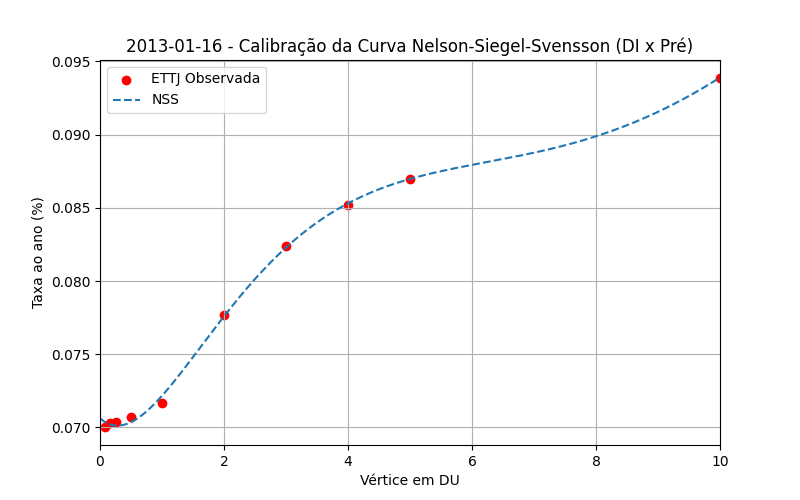 2013-01-16 - Calibração da Curva Nelson-Siegel-Svensson (DI x Pré)
ETTJ Observada
NSS
Taxa ao ano (%)
0.095
0.090
0.085
0.080
0.075
0.070
0 2 4 6 8 10
Vértice em DU